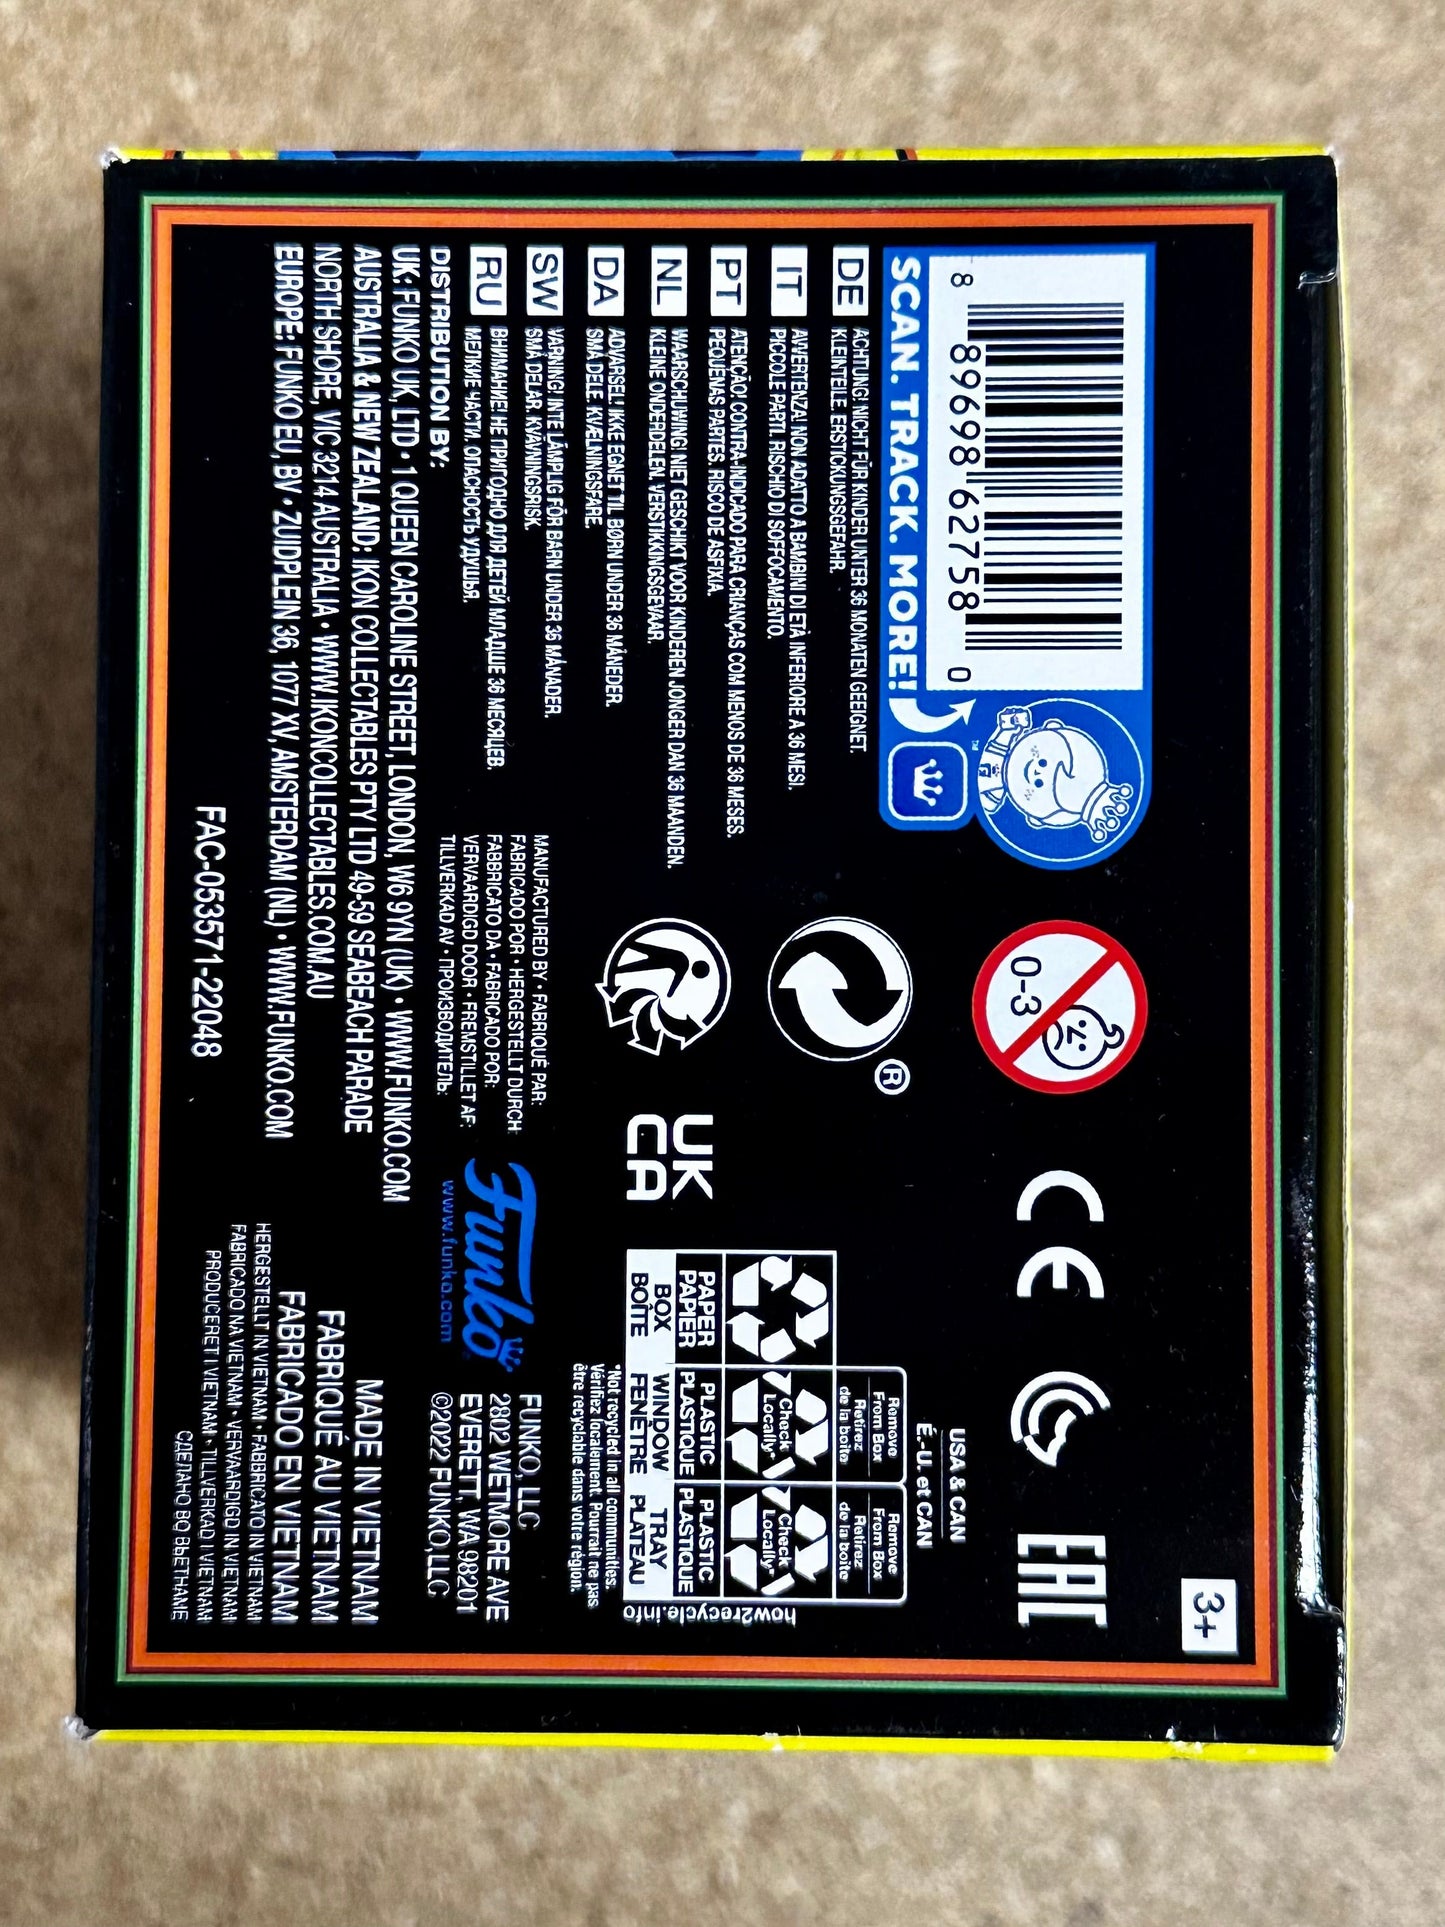 8 89698 62758 0
SCAN. TRACK. MORE!
™
0-3
CE
EAC
3+
DE ACHTUNG! NICHT FÜR KINDER UNTER 36 MONATEN GEEIGNET.
KLEINTEILE. ERSTICKUNGSGEFAHR.
IT AVVERTENZA! NON ADATTO A BAMBINI DI ETÀ INFERIORE A 36 MESI.
PICCOLE PARTI. RISCHIO DI SOFFOCAMENTO.
PT ATENÇÃO! CONTRA-INDICADO PARA CRIANÇAS COM MENOS DE 36 MESES.
PEQUENAS PARTES. RISCO DE ASFIXIA.
NL WAARSCHUWING! NIET GESCHIKT VOOR KINDEREN JONGER DAN 36 MAANDEN.
KLEINE ONDERDELEN. VERSTIKKINGSGEVAAR.
DA ADVARSEL! IKKE EGNET TIL BØRN UNDER 36 MÅNEDER.
SMÅ DELE. KVÆLNINGSFARE.
SW VARNING! INTE LÄMPLIG FÖR BARN UNDER 36 MÅNADER.
SMÅ DELAR. KVÄVNINGSRISK.
RU ВНИМАНИЕ! НЕ ПРИГОДНО ДЛЯ ДЕТЕЙ МЛАДШЕ 36 МЕСЯЦЕВ.
МЕЛКИЕ ЧАСТИ. ОПАСНОСТЬ УДУШЬЯ.
®
UK
CA
USA & CAN
É.-U. et CAN
Remove From Box
Retirez de la boîte
Remove From Box
Retirez de la boîte
Check Locally*
Check Locally*
PAPER PAPIER
PLASTIC PLASTIQUE
PLASTIC PLASTIQUE
BOX BOÎTE
WINDOW FENÊTRE
TRAY PLATEAU
how2recycle.info
*Not recycled in all communities.
Vérifiez localement. Pourrait ne pas
être recyclable dans votre région.
MANUFACTURED BY • FABRIQUÉ PAR:
FABRICADO POR • HERGESTELLT DURCH:
FABBRICATO DA • FABRICADO POR:
VERVAARDIGD DOOR • FREMSTILLET AF:
TILLVERKAD AV • ПРОИЗВОДИТЕЛЬ:
Funko
www.funko.com
FUNKO, LLC
2802 WETMORE AVE
EVERETT, WA 98201
©2022 FUNKO, LLC
DISTRIBUTION BY:
UK: FUNKO UK, LTD • 1 QUEEN CAROLINE STREET, LONDON, W6 9YN (UK) • WWW.FUNKO.COM
AUSTRALIA & NEW ZEALAND: IKON COLLECTABLES PTY LTD 49-59 SEABEACH PARADE
NORTH SHORE, VIC 3214 AUSTRALIA • WWW.IKONCOLLECTABLES.COM.AU
EUROPE: FUNKO EU, BV • ZUIDPLEIN 36, 1077 XV, AMSTERDAM (NL) • WWW.FUNKO.COM
FAC-053571-22048
MADE IN VIETNAM
FABRIQUÉ AU VIETNAM
FABRICADO EN VIETNAM
HERGESTELLT IN VIETNAM • FABBRICATO IN VIETNAM
FABRICADO NA VIETNAM • VERVAARDIGD IN VIETNAM
PRODUCERET I VIETNAM • TILLVERKAD I VIETNAM
СДЕЛАНО ВО ВЬЕТНАМЕ